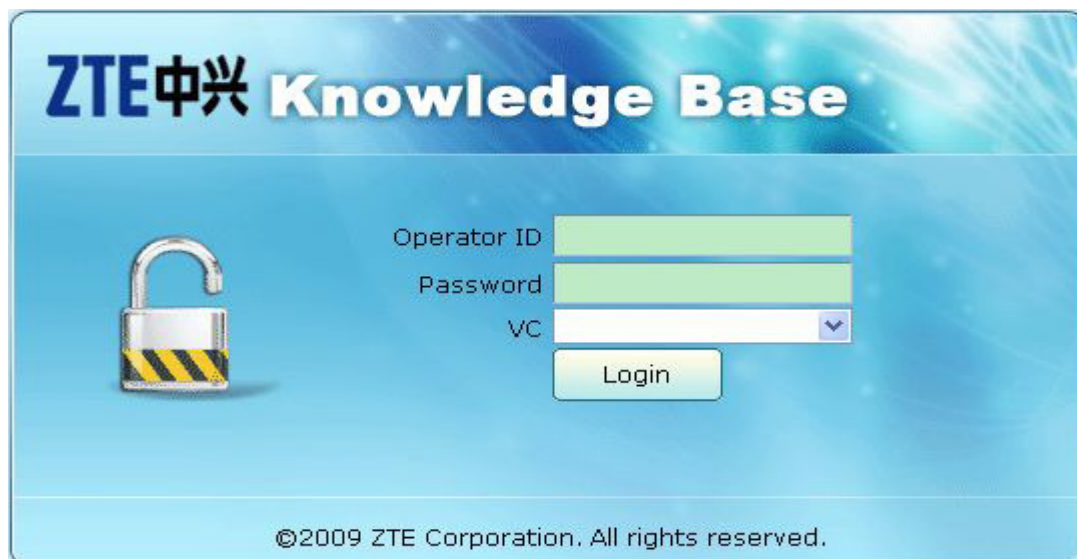 ZTE中兴 Knowledge Base
Operator ID
Password
VC
Login
©2009 ZTE Corporation. All rights reserved.